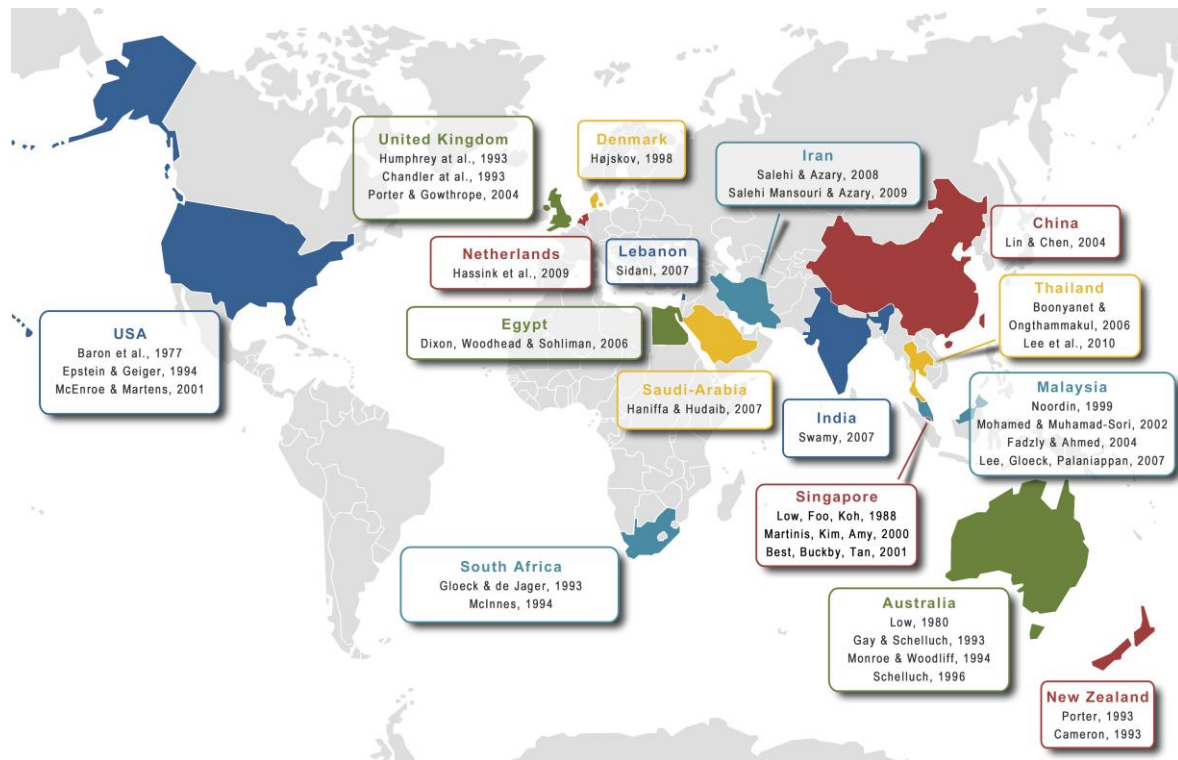 United Kingdom
Humphrey at al., 1993
Chandler at al., 1993
Porter & Gowthrope, 2004
Denmark
Højskov, 1998
Iran
Salehi & Azary, 2008
Salehi Mansouri & Azary, 2009
China
Lin & Chen, 2004
Netherlands
Hassink et al., 2009
Lebanon
Sidani, 2007
Thailand
Boonyanet &
Ongthammakul, 2006
Lee et al., 2010
USA
Baron et al., 1977
Epstein & Geiger, 1994
McEnroe & Martens, 2001
Egypt
Dixon, Woodhead & Sohliman, 2006
Saudi-Arabia
Haniffa & Hudaib, 2007
India
Swamy, 2007
Malaysia
Noordin, 1999
Mohamed & Muhamad-Sori, 2002
Fadzly & Ahmed, 2004
Lee, Gloeck, Palaniappan, 2007
Singapore
Low, Foo, Koh, 1988
Martinis, Kim, Amy, 2000
Best, Buckby, Tan, 2001
South Africa
Gloeck & de Jager, 1993
McInnes, 1994
Australia
Low, 1980
Gay & Schelluch, 1993
Monroe & Woodliff, 1994
Schelluch, 1996
New Zealand
Porter, 1993
Cameron, 1993